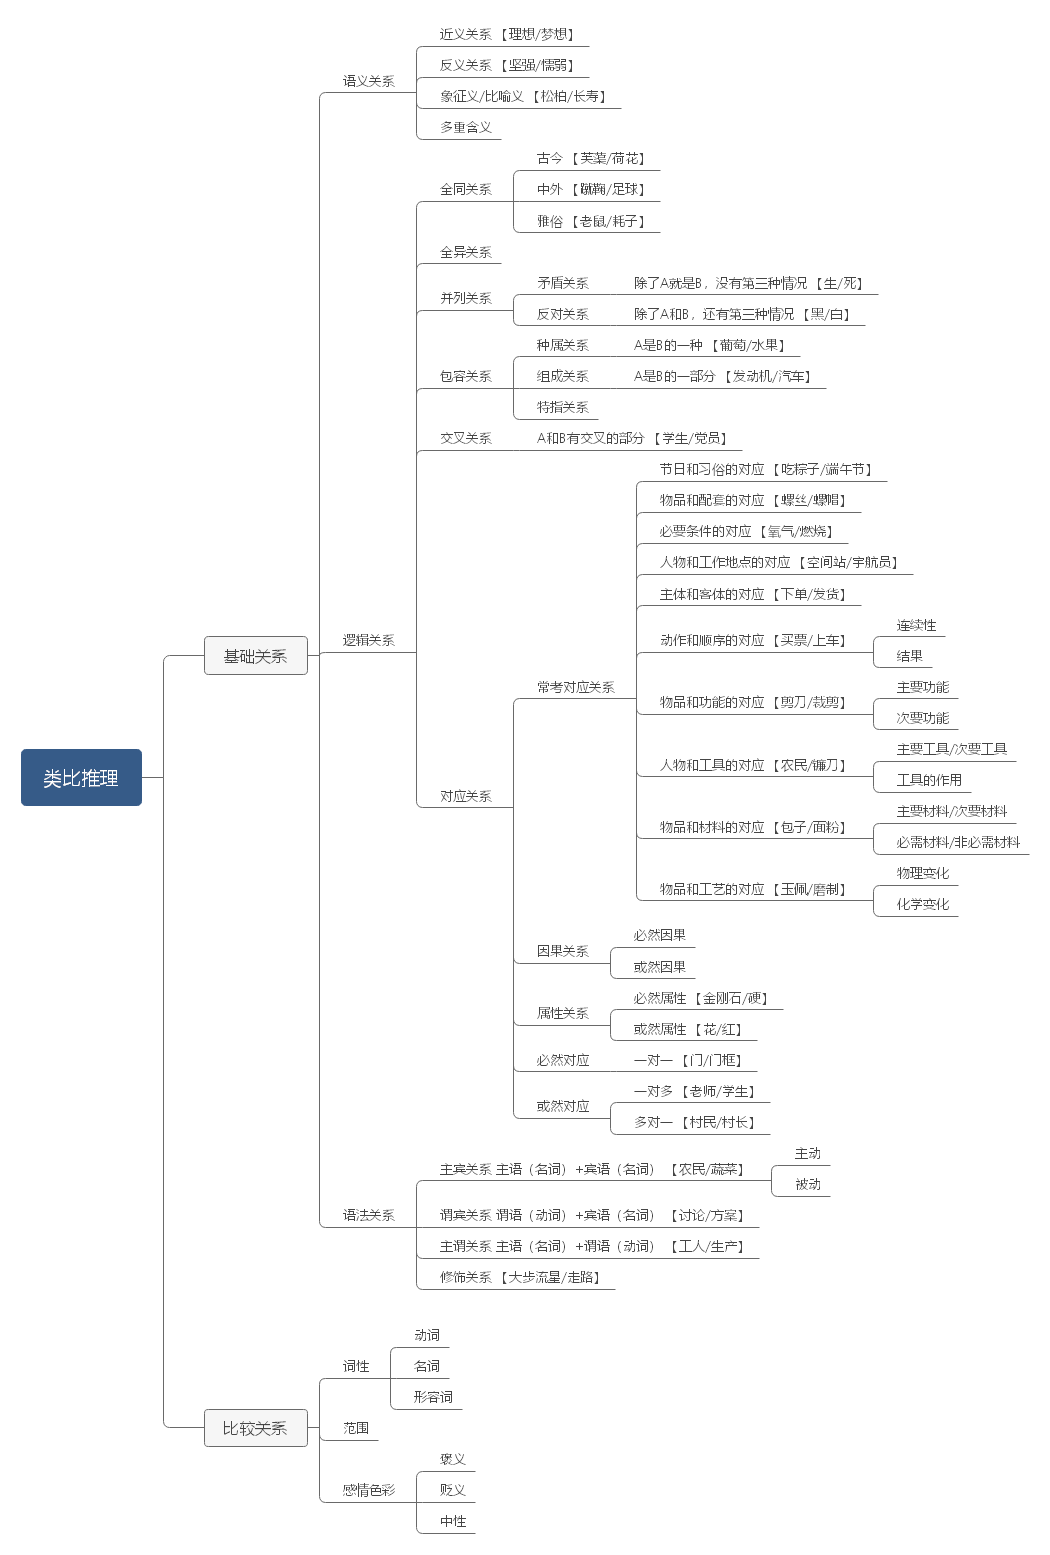 类比推理
基础关系
语义关系
近义关系 【理想/梦想】
反义关系 【坚强/懦弱】
象征义/比喻义 【松柏/长寿】
多重含义
逻辑关系
全同关系
古今 【芙蕖/荷花】
中外 【蹴鞠/足球】
雅俗 【老鼠/耗子】
全异关系
并列关系
矛盾关系
除了A就是B，没有第三种情况 【生/死】
反对关系
除了A和B，还有第三种情况 【黑/白】
包容关系
种属关系
A是B的一种 【葡萄/水果】
组成关系
A是B的一部分 【发动机/汽车】
特指关系
交叉关系
A和B有交叉的部分 【学生/党员】
对应关系
常考对应关系
节日和习俗的对应 【吃粽子/端午节】
物品和配套的对应 【螺丝/螺帽】
必要条件的对应 【氧气/燃烧】
人物和工作地点的对应 【空间站/宇航员】
主体和客体的对应 【下单/发货】
动作和顺序的对应 【买票/上车】
连续性
结果
物品和功能的对应 【剪刀/裁剪】
主要功能
次要功能
人物和工具的对应 【农民/镰刀】
主要工具/次要工具
工具的作用
物品和材料的对应 【包子/面粉】
主要材料/次要材料
必需材料/非必需材料
物品和工艺的对应 【玉佩/磨制】
物理变化
化学变化
因果关系
必然因果
或然因果
属性关系
必然属性 【金刚石/硬】
或然属性 【花/红】
必然对应
一对一 【门/门框】
或然对应
一对多 【老师/学生】
多对一 【村民/村长】
语法关系
主宾关系 主语（名词）+宾语（名词） 【农民/蔬菜】
主动
被动
谓宾关系 谓语（动词）+宾语（名词） 【讨论/方案】
主谓关系 主语（名词）+谓语（动词） 【工人/生产】
修饰关系 【大步流星/走路】
比较关系
词性
动词
名词
形容词
范围
感情色彩
褒义
贬义
中性